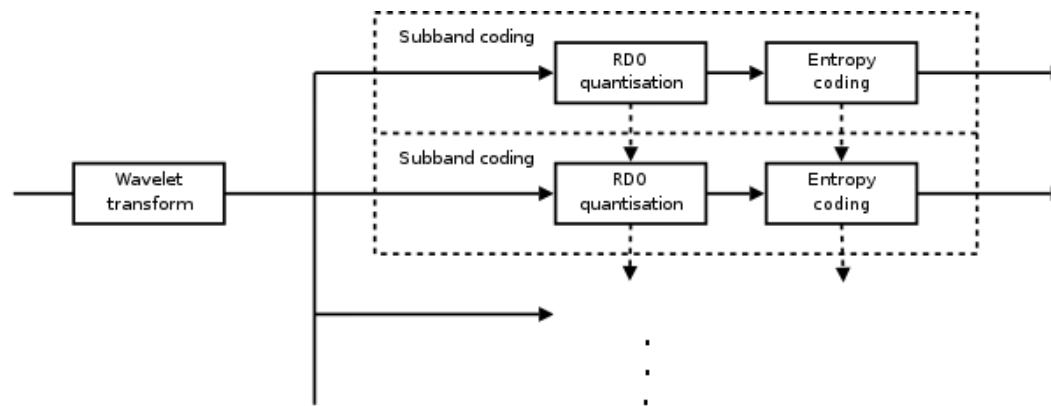 Subband coding
RDO
quantisation
Entropy
coding
Subband coding
Wavelet
transform
RDO
quantisation
Entropy
coding